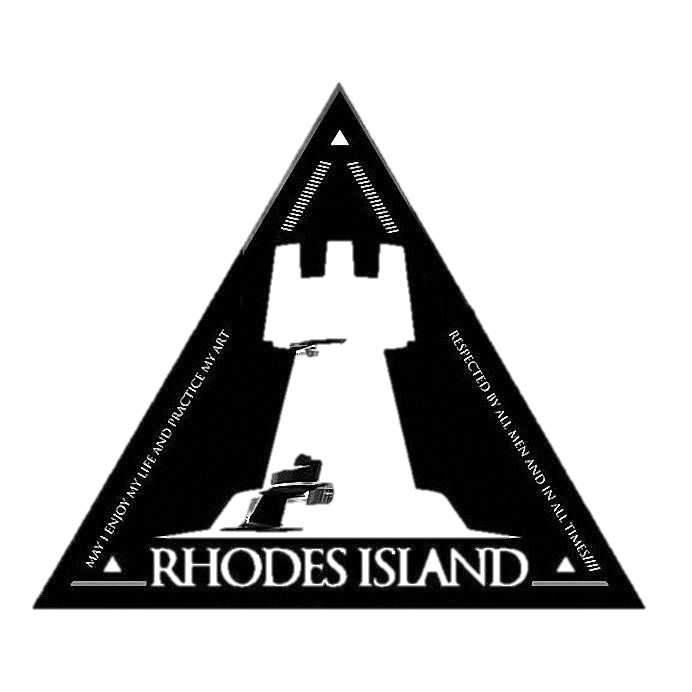 MAY I ENJOY MY LIFE AND PRACTICE MY ART
RESPECTED BY ALL MEN AND IN ALL TIMES!!!!
RHODES ISLAND